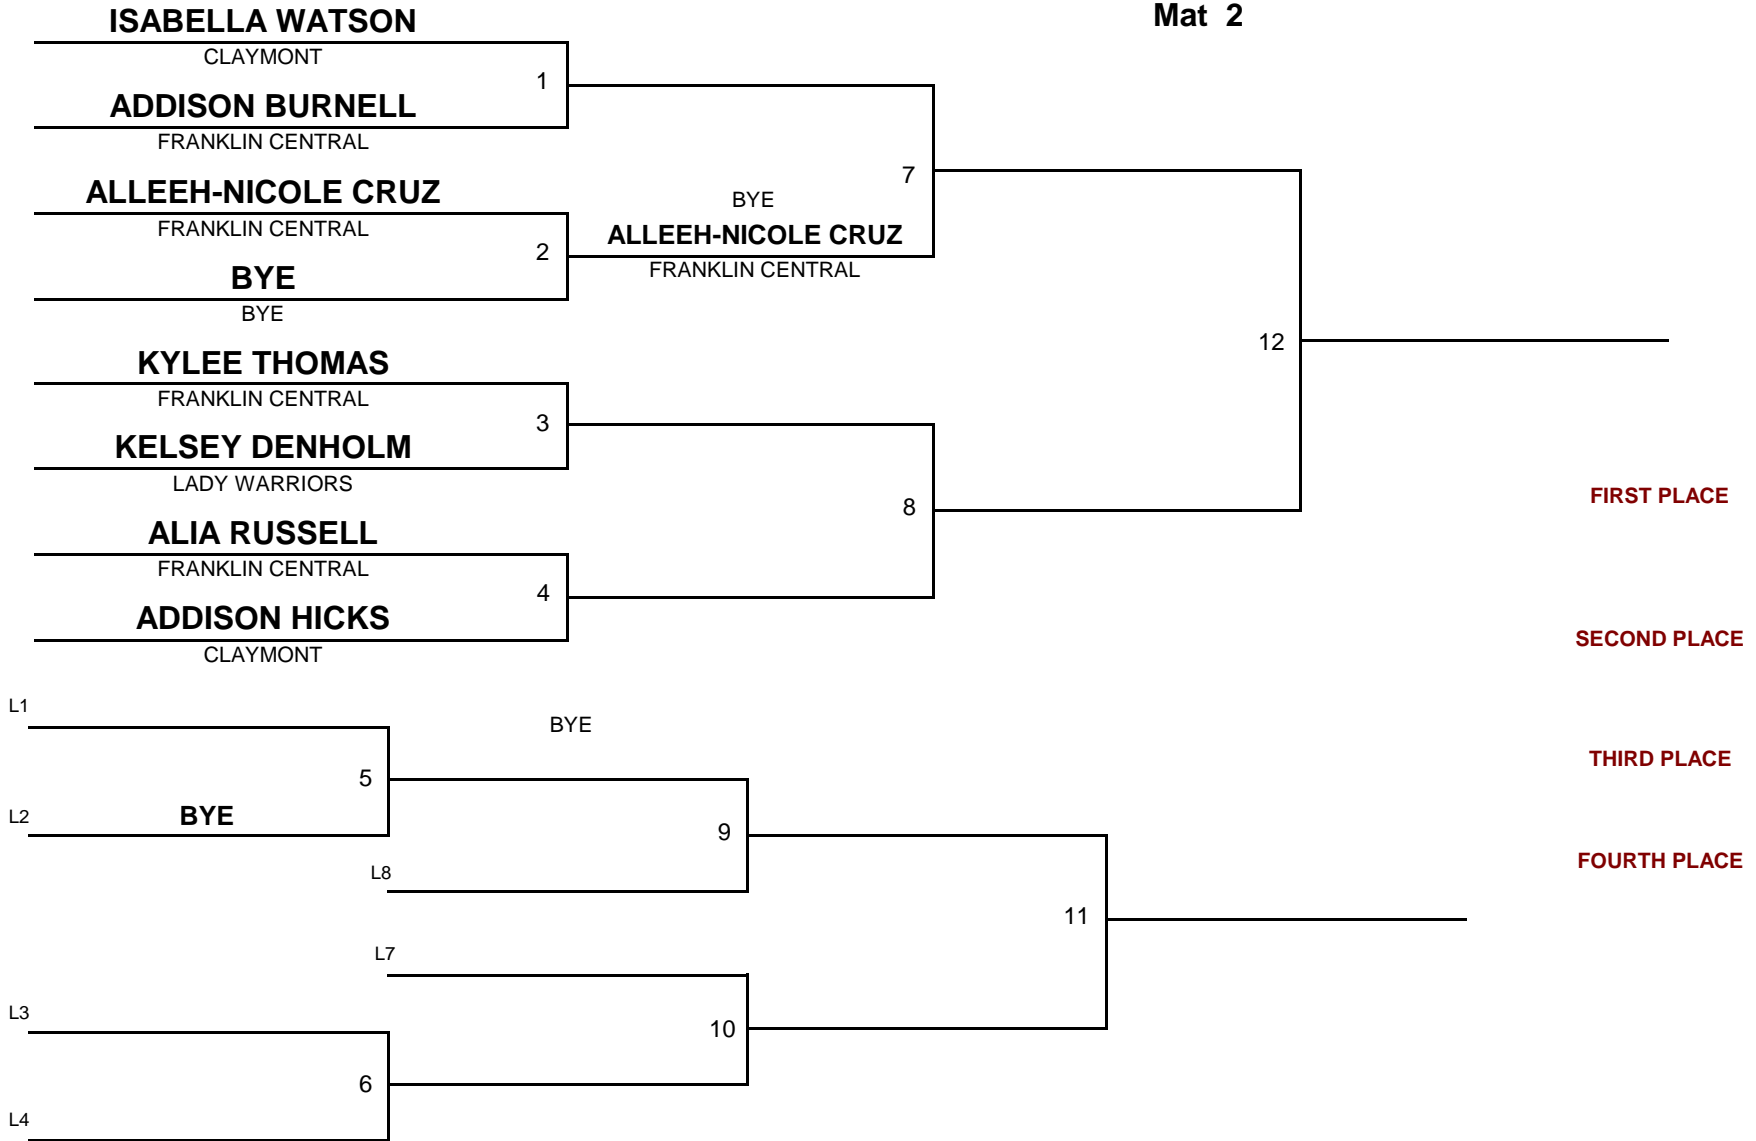 Mat 2
ISABELLA WATSON
CLAYMONT
1
ADDISON BURNELL
FRANKLIN CENTRAL
7
ALLEEH-NICOLE CRUZ
FRANKLIN CENTRAL
2
BYE
ALLEEH-NICOLE CRUZ
FRANKLIN CENTRAL
BYE
BYE
12
KYLEE THOMAS
FRANKLIN CENTRAL
3
KELSEY DENHOLM
LADY WARRIORS
8
ALIA RUSSELL
FRANKLIN CENTRAL
4
ADDISON HICKS
CLAYMONT
FIRST PLACE
SECOND PLACE
THIRD PLACE
FOURTH PLACE
L1
BYE
5
L2 BYE
9
L8
11
L7
L3
10
6
L4